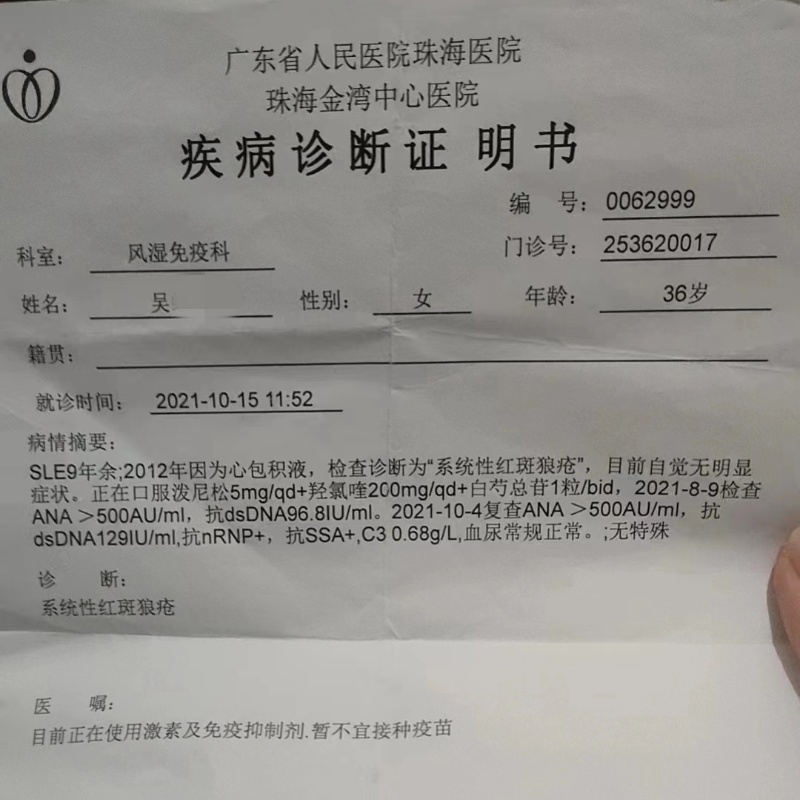 广东省人民医院珠海医院
珠海金湾中心医院
疾病诊断证明书
编 号: 0062999
科室: 风湿免疫科 门诊号: 253620017
姓名: 吴 性别: 女 年龄: 36岁
籍贯:
就诊时间: 2021-10-15 11:52
病情摘要:
SLE9年余;2012年因为心包积液，检查诊断为“系统性红斑狼疮”，目前自觉无明显
症状。正在口服泼尼松5mg/qd+羟氯喹200mg/qd+白芍总苷1粒/bid，2021-8-9检查
ANA＞500AU/ml，抗dsDNA96.8IU/ml。2021-10-4复查ANA＞500AU/ml，抗
dsDNA129IU/ml,抗nRNP+，抗SSA+,C3 0.68g/L,血尿常规正常。;无特殊
诊 断:
系统性红斑狼疮
医 嘱:
目前正在使用激素及免疫抑制剂.暂不宜接种疫苗